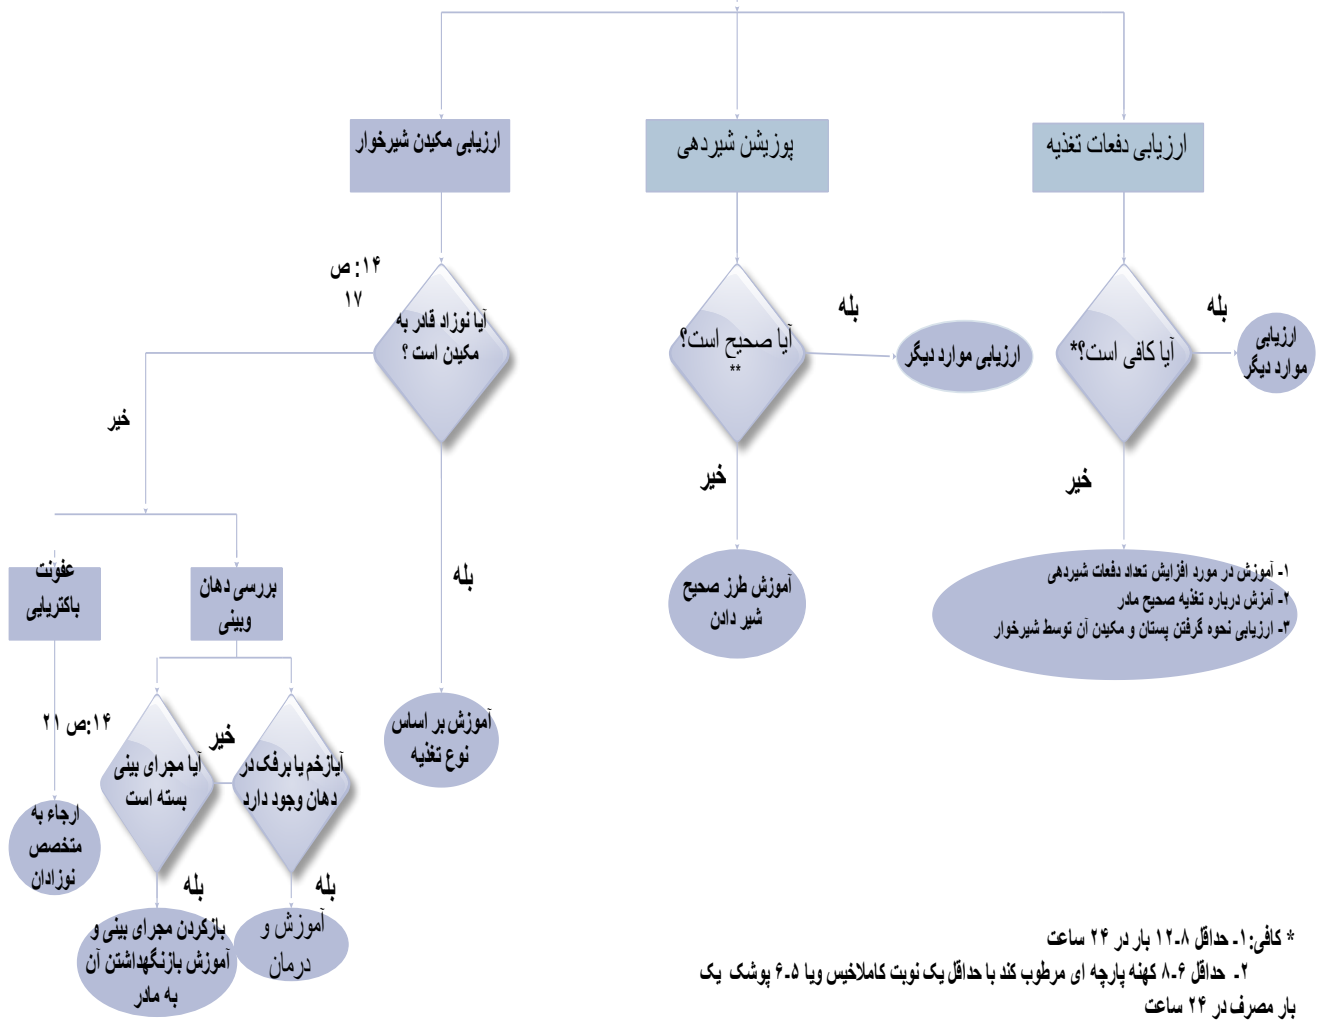 ارزیابی دفعات تغذیه
پوزیشن شیردهی
ارزیابی مکیدن شیرخوار
آیا کافی است؟*
بله
ارزیابی
موارد دیگر
خیر
۱- آموزش در مورد افزایش تعداد دفعات شیردهی
۲- آمزش درباره تغذیه صحیح مادر
۳- ارزیابی نحوه گرفتن پستان و مکیدن آن توسط شیرخوار
آیا صحیح است؟
**
بله
ارزیابی موارد دیگر
خیر
آموزش طرز صحیح
شیر دادن
۱۴: ص
۱۷
آیا نوزاد قادر به
مکیدن است ؟
خیر
بله
آموزش بر اساس
نوع تغذیه
بررسی دهان
وبینی
عفونت
باکتریایی
آیازخم یا برفک در
دهان وجود دارد
خیر
آیا مجرای بینی
بسته است
۱۴:ص ۲۱
بله
آموزش و
درمان
بله
بازکردن مجرای بینی و
آموزش بازنگهداشتن آن
به مادر
ارجاء به
متخصص
نوزادان
* کافی:۱- حداقل ۸-۱۲ بار در ۲۴ ساعت
۲- حداقل ۶-۸ کهنه پارچه ای مرطوب کند با حداقل یک نوبت کاملاخیس ویا ۵-۶ پوشک یک
بار مصرف در ۲۴ ساعت